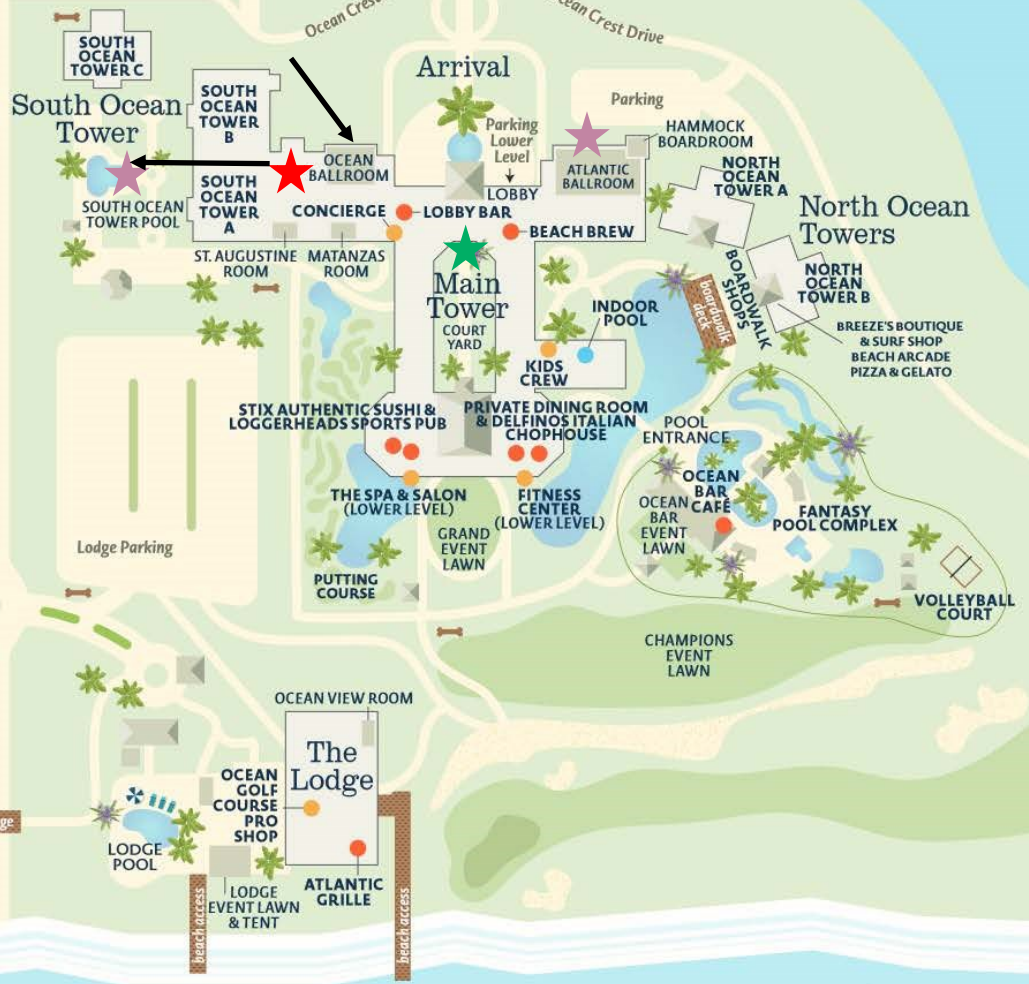 Ocean Crest
cean Crest Drive
SOUTH
OCEAN
TOWER C
Arrival
South Ocean
Tower
SOUTH
OCEAN
TOWER
B
Parking
Parking
Lower
Level
HAMMOCK
BOARDROOM
OCEAN
BALLROOM
ATLANTIC
BALLROOM
NORTH
OCEAN
TOWER A
SOUTH
OCEAN
TOWER
A
LOBBY
SOUTH OCEAN
TOWER POOL
CONCIERGE
LOBBY BAR
BEACH BREW
North Ocean
Towers
ST. AUGUSTINE
ROOM
MATANZAS
ROOM
Main
Tower
COURT
YARD
BOARDWALK
SHOPS
boardwalk
deck
NORTH
OCEAN
TOWER B
INDOOR
POOL
BREEZE'S BOUTIQUE
& SURF SHOP
BEACH ARCADE
PIZZA & GELATO
KIDS
CREW
STIX AUTHENTIC SUSHI &
LOGGERHEADS SPORTS PUB
PRIVATE DINING ROOM
& DELFINOS ITALIAN
CHOPHOUSE
POOL
ENTRANCE
OCEAN
BAR
CAFÉ
THE SPA & SALON
(LOWER LEVEL)
FITNESS
CENTER
(LOWER LEVEL)
OCEAN
BAR
EVENT
LAWN
FANTASY
POOL COMPLEX
GRAND
EVENT
LAWN
Lodge Parking
PUTTING
COURSE
VOLLEYBALL
COURT
CHAMPIONS
EVENT
LAWN
OCEAN VIEW ROOM
The
Lodge
OCEAN
GOLF
COURSE
PRO
SHOP
ge
LODGE
POOL
ATLANTIC
GRILLE
LODGE
EVENT LAWN
& TENT
beach access
beach access